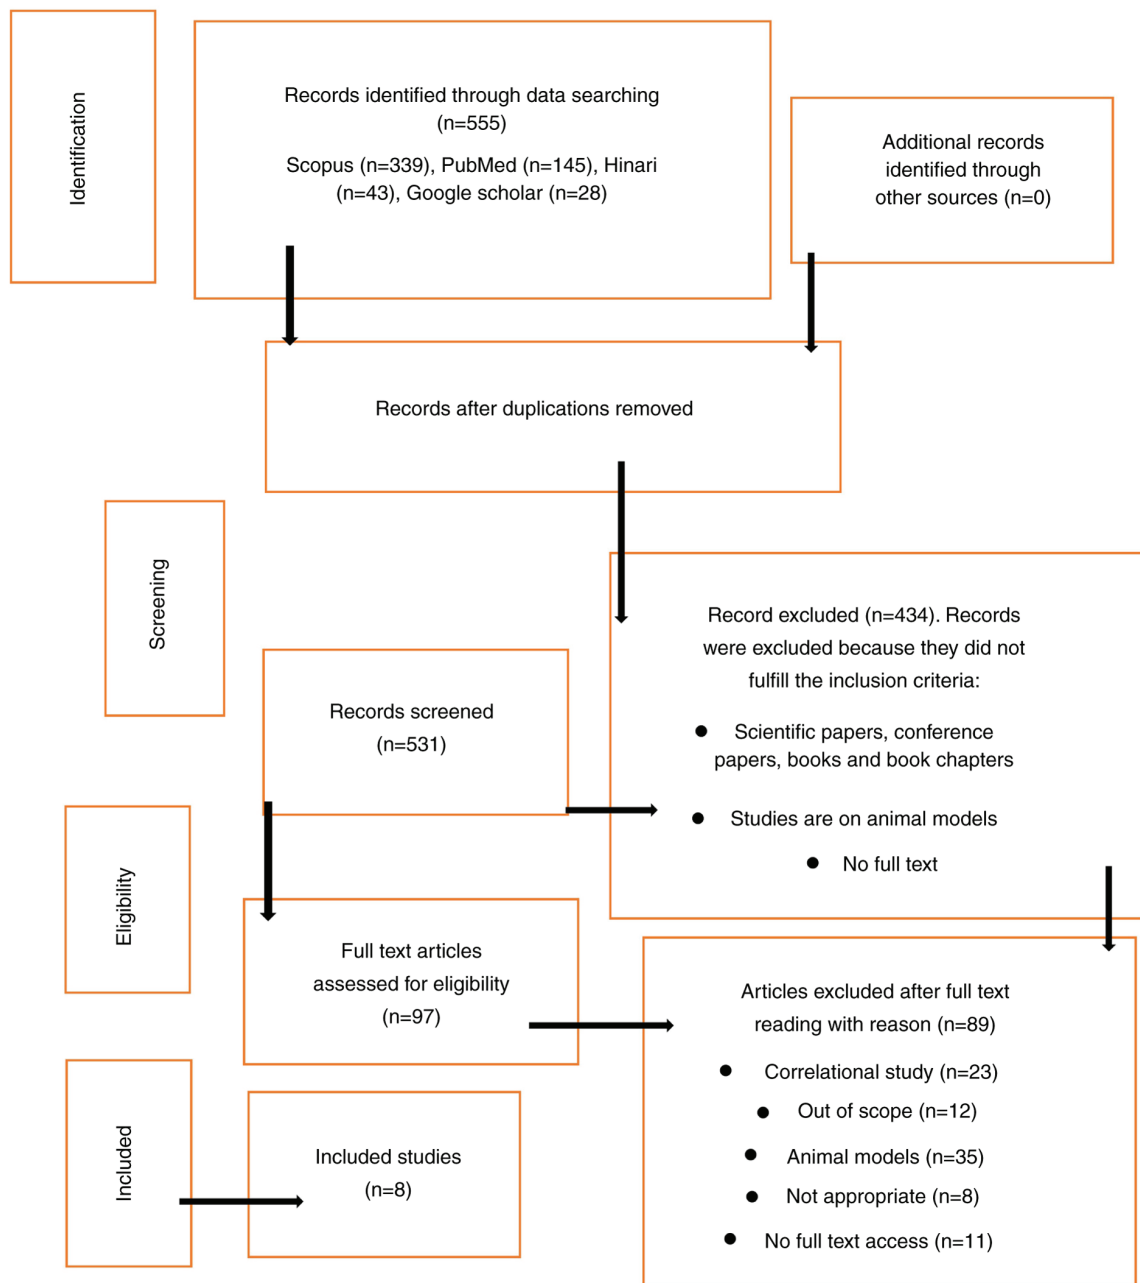 Identification
Records identified through data searching
(n=555)
Scopus (n=339), PubMed (n=145), Hinari
(n=43), Google scholar (n=28)
Additional records
identified through
other sources (n=0)
Records after duplications removed
Screening
Records screened
(n=531)
Record excluded (n=434). Records
were excluded because they did not
fulfill the inclusion criteria:
● Scientific papers, conference
papers, books and book chapters
● Studies are on animal models
● No full text
Eligibility
Full text articles
assessed for eligibility
(n=97)
Articles excluded after full text
reading with reason (n=89)
● Correlational study (n=23)
● Out of scope (n=12)
● Animal models (n=35)
● Not appropriate (n=8)
● No full text access (n=11)
Included
Included studies
(n=8)